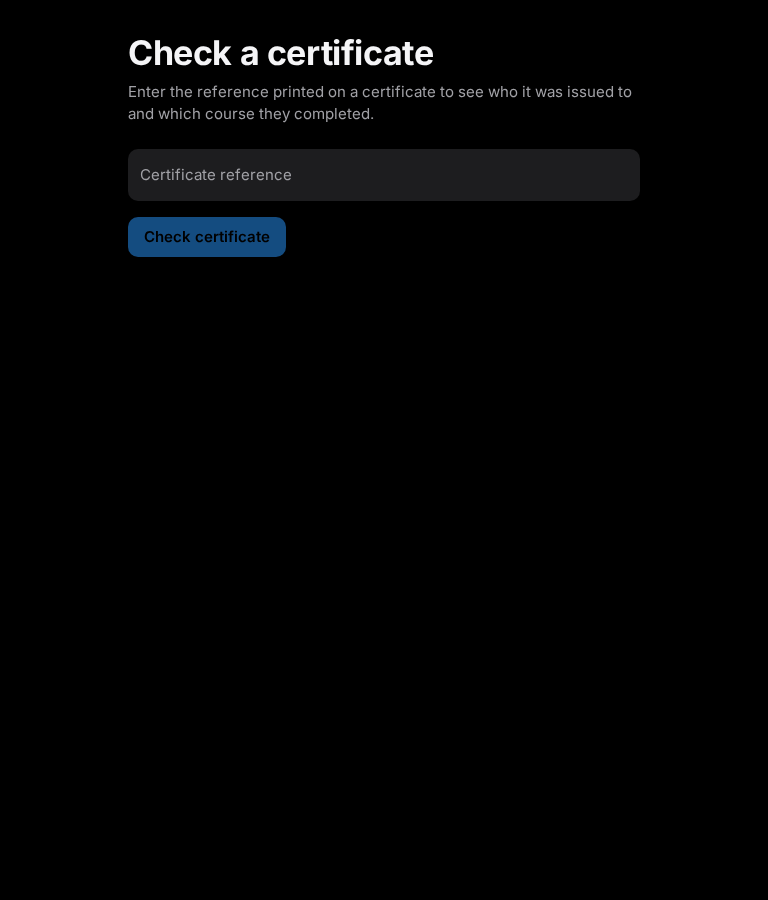 Check a certificate
Enter the reference printed on a certificate to see who it was issued to
and which course they completed.
Certificate reference
Check certificate